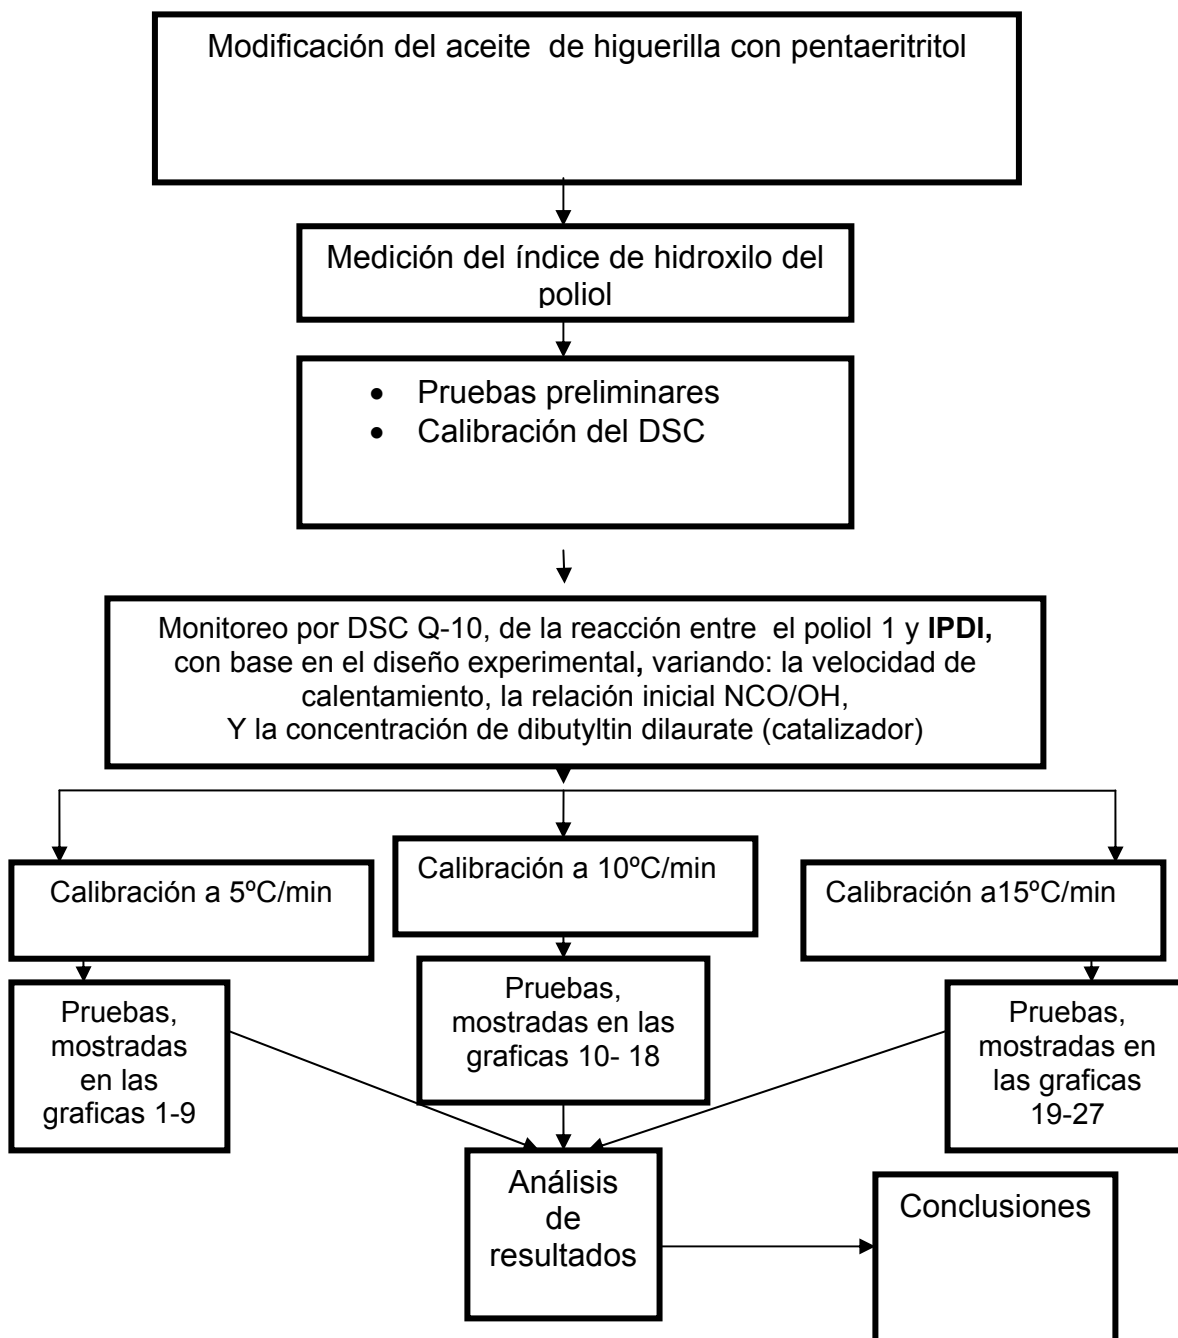 Modificación del aceite de higuerilla con pentaeritritol
Medición del índice de hidroxilo del
poliol
• Pruebas preliminares
• Calibración del DSC
Monitoreo por DSC Q-10, de la reacción entre el poliol 1 y IPDI,
con base en el diseño experimental, variando: la velocidad de
calentamiento, la relación inicial NCO/OH,
Y la concentración de dibutyltin dilaurate (catalizador)
Calibración a 5ºC/min
Calibración a 10ºC/min
Calibración a15ºC/min
Pruebas,
mostradas
en las
graficas 1-9
Pruebas,
mostradas en las
graficas 10- 18
Pruebas,
mostradas en
las graficas
19-27
Análisis
de
resultados
Conclusiones